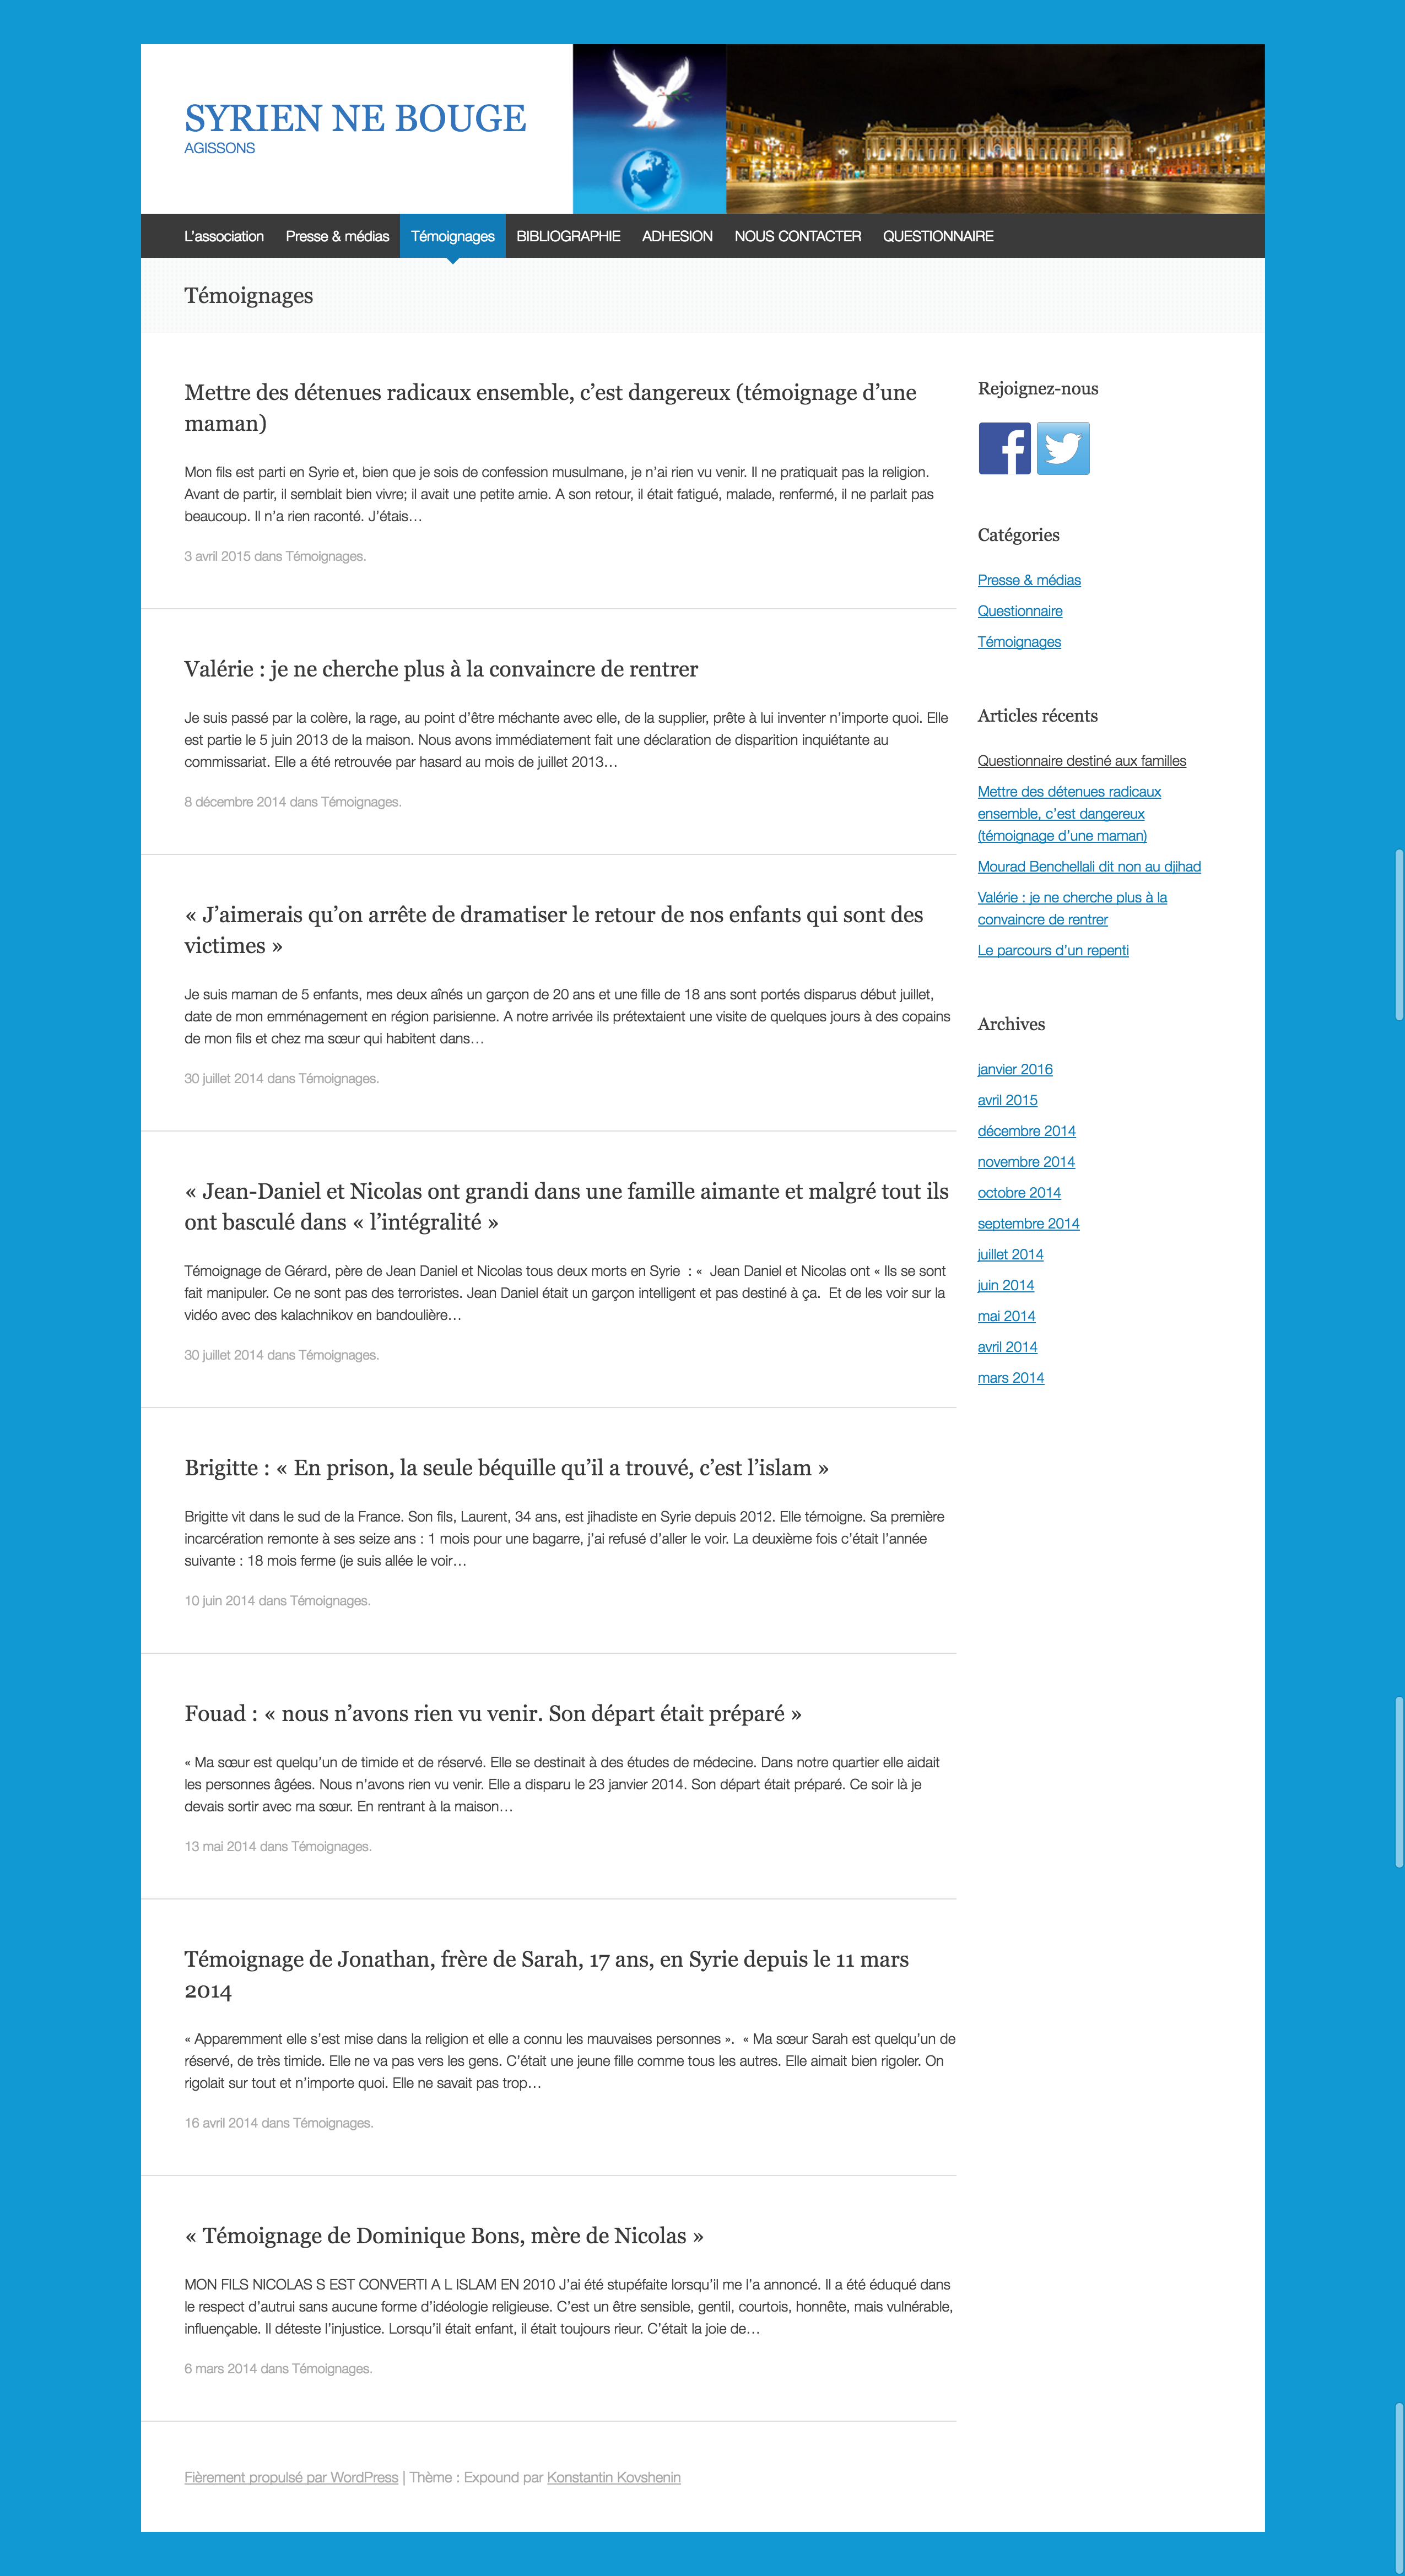 SYRIEN NE BOUGE
AGISSONS
fotolia
L'association Presse & médias Témoignages BIBLIOGRAPHIE ADHESION NOUS CONTACTER QUESTIONNAIRE
Témoignages
Mettre des détenues radicaux ensemble, c'est dangereux (témoignage d'une
maman)
Mon fils est parti en Syrie et, bien que je sois de confession musulmane, je n'ai rien vu venir. Il ne pratiquait pas la religion.
Avant de partir, il semblait bien vivre; il avait une petite amie. A son retour, il était fatigué, malade, renfermé, il ne parlait pas
beaucoup. Il n'a rien raconté. J'étais…
3 avril 2015 dans Témoignages.
Valérie : je ne cherche plus à la convaincre de rentrer
Je suis passé par la colère, la rage, au point d'être méchante avec elle, de la supplier, prête à lui inventer n'importe quoi. Elle
est partie le 5 juin 2013 de la maison. Nous avons immédiatement fait une déclaration de disparition inquiétante au
commissariat. Elle a été retrouvée par hasard au mois de juillet 2013…
8 décembre 2014 dans Témoignages.
« J'aimerais qu'on arrête de dramatiser le retour de nos enfants qui sont des
victimes »
Je suis maman de 5 enfants, mes deux aînés un garçon de 20 ans et une fille de 18 ans sont portés disparus début juillet,
date de mon emménagement en région parisienne. A notre arrivée ils prétextaient une visite de quelques jours à des copains
de mon fils et chez ma sœur qui habitent dans…
30 juillet 2014 dans Témoignages.
« Jean-Daniel et Nicolas ont grandi dans une famille aimante et malgré tout ils
ont basculé dans « l'intégralité »
Témoignage de Gérard, père de Jean Daniel et Nicolas tous deux morts en Syrie : « Jean Daniel et Nicolas ont « Ils se sont
fait manipuler. Ce ne sont pas des terroristes. Jean Daniel était un garçon intelligent et pas destiné à ça. Et de les voir sur la
vidéo avec des kalachnikov en bandoulière…
30 juillet 2014 dans Témoignages.
Brigitte : « En prison, la seule béquille qu'il a trouvé, c'est l'islam »
Brigitte vit dans le sud de la France. Son fils, Laurent, 34 ans, est jihadiste en Syrie depuis 2012. Elle témoigne. Sa première
incarcération remonte à ses seize ans : 1 mois pour une bagarre, j'ai refusé d'aller le voir. La deuxième fois c'était l'année
suivante : 18 mois ferme (je suis allée le voir…
10 juin 2014 dans Témoignages.
Fouad : « nous n'avons rien vu venir. Son départ était préparé »
« Ma sœur est quelqu'un de timide et de réservé. Elle se destinait à des études de médecine. Dans notre quartier elle aidait
les personnes âgées. Nous n'avons rien vu venir. Elle a disparu le 23 janvier 2014. Son départ était préparé. Ce soir là je
devais sortir avec ma sœur. En rentrant à la maison…
13 mai 2014 dans Témoignages.
Témoignage de Jonathan, frère de Sarah, 17 ans, en Syrie depuis le 11 mars
2014
« Apparemment elle s'est mise dans la religion et elle a connu les mauvaises personnes ». « Ma sœur Sarah est quelqu'un de
réservé, de très timide. Elle ne va pas vers les gens. C'était une jeune fille comme tous les autres. Elle aimait bien rigoler. On
rigolait sur tout et n'importe quoi. Elle ne savait pas trop…
16 avril 2014 dans Témoignages.
« Témoignage de Dominique Bons, mère de Nicolas »
MON FILS NICOLAS S EST CONVERTI A L ISLAM EN 2010 J'ai été stupéfaite lorsqu'il me l'a annoncé. Il a été éduqué dans
le respect d'autrui sans aucune forme d'idéologie religieuse. C'est un être sensible, gentil, courtois, honnête, mais vulnérable,
influençable. Il déteste l'injustice. Lorsqu'il était enfant, il était toujours rieur. C'était la joie de…
6 mars 2014 dans Témoignages.
Rejoignez-nous
Catégories
Presse & médias
Questionnaire
Témoignages
Articles récents
Questionnaire destiné aux familles
Mettre des détenues radicaux
ensemble, c'est dangereux
(témoignage d'une maman)
Mourad Benchellali dit non au djihad
Valérie : je ne cherche plus à la
convaincre de rentrer
Le parcours d'un repenti
Archives
janvier 2016
avril 2015
décembre 2014
novembre 2014
octobre 2014
septembre 2014
juillet 2014
juin 2014
mai 2014
avril 2014
mars 2014
Fièrement propulsé par WordPress | Thème : Expound par Konstantin Kovshenin